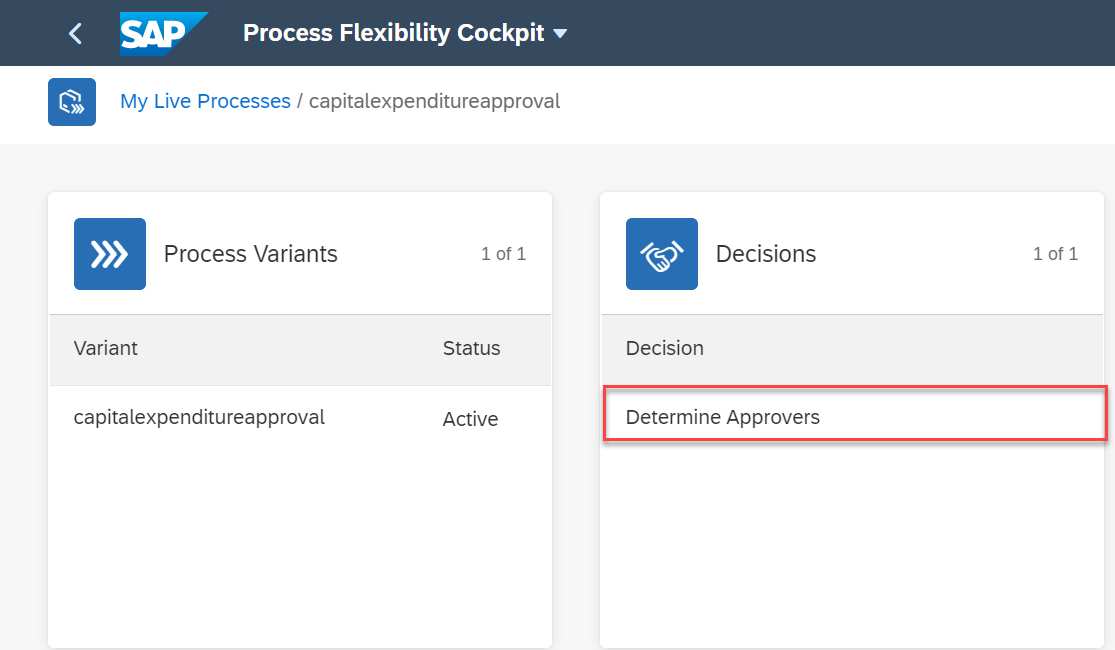 SAP
Process Flexibility Cockpit
My Live Processes / capitalexpenditureapproval
Process Variants
1 of 1
Variant
Status
capitalexpenditureapproval
Active
Decisions
1 of 1
Decision
Determine Approvers